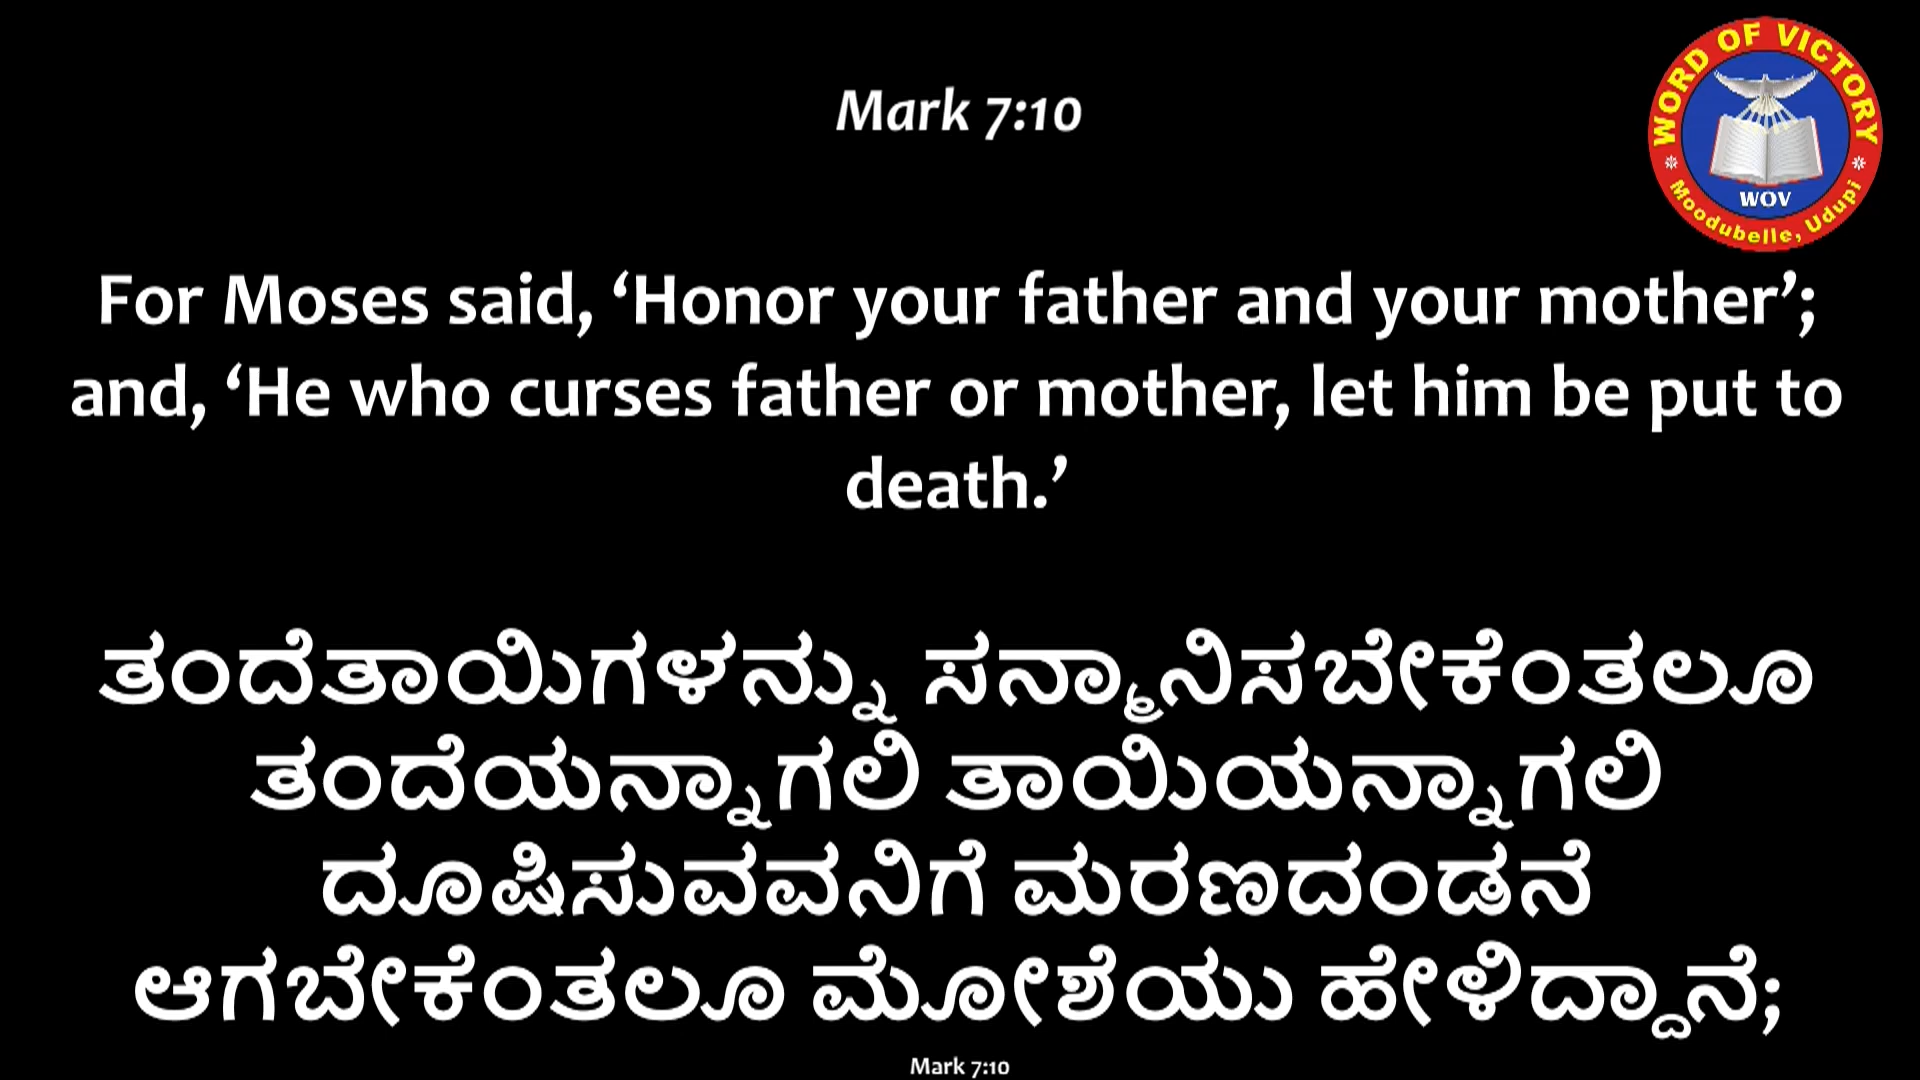 Mark 7:10
WORD OF VICTORY
WOV
Moodubelle, Udupi
For Moses said, ‘Honor your father and your mother’;
and, ‘He who curses father or mother, let him be put to
death.’
ತಂದೆತಾಯಿಗಳನ್ನು ಸನ್ಮಾನಿಸಬೇಕೆಂತಲೂ
ತಂದೆಯನ್ನಾಗಲಿ ತಾಯಿಯನ್ನಾಗಲಿ
ದೂಷಿಸುವವನಿಗೆ ಮರಣದಂಡನೆ
ಆಗಬೇಕೆಂತಲೂ ಮೋಶೆಯು ಹೇಳಿದ್ದಾನೆ;
Mark 7:10